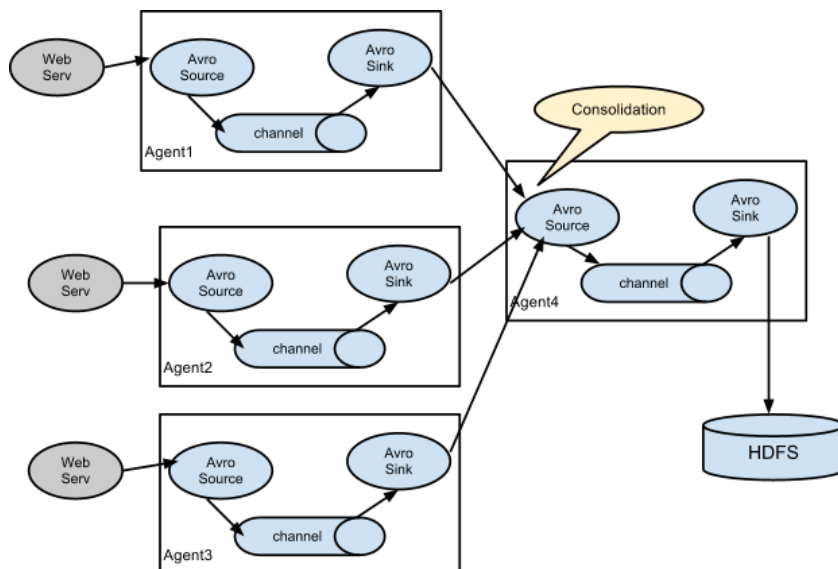 Web
Serv
Avro
Source
Avro
Sink
channel
Agent1
Consolidation
Web
Serv
Avro
Source
Avro
Sink
channel
Agent2
Avro
Source
Avro
Sink
channel
Agent4
Web
Serv
Avro
Source
Avro
Sink
channel
Agent3
HDFS